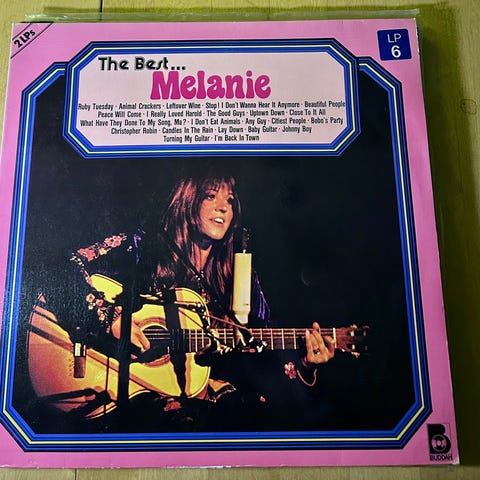 2 LPs
The Best...
Melanie
LP
6
Ruby Tuesday · Animal Crackers · Leftover Wine · Stop! I Don't Wanna Hear It Anymore · Beautiful People
Peace Will Come · I Really Loved Harold · The Good Guys · Uptown Down · Close To It All
What Have They Done To My Song, Ma? · I Don't Eat Animals · Any Guy · Citiest People · Bobo's Party
Christopher Robin · Candles In The Rain · Lay Down · Baby Guitar · Johnny Boy
Turning My Guitar · I'm Back In Town
BUDDAH